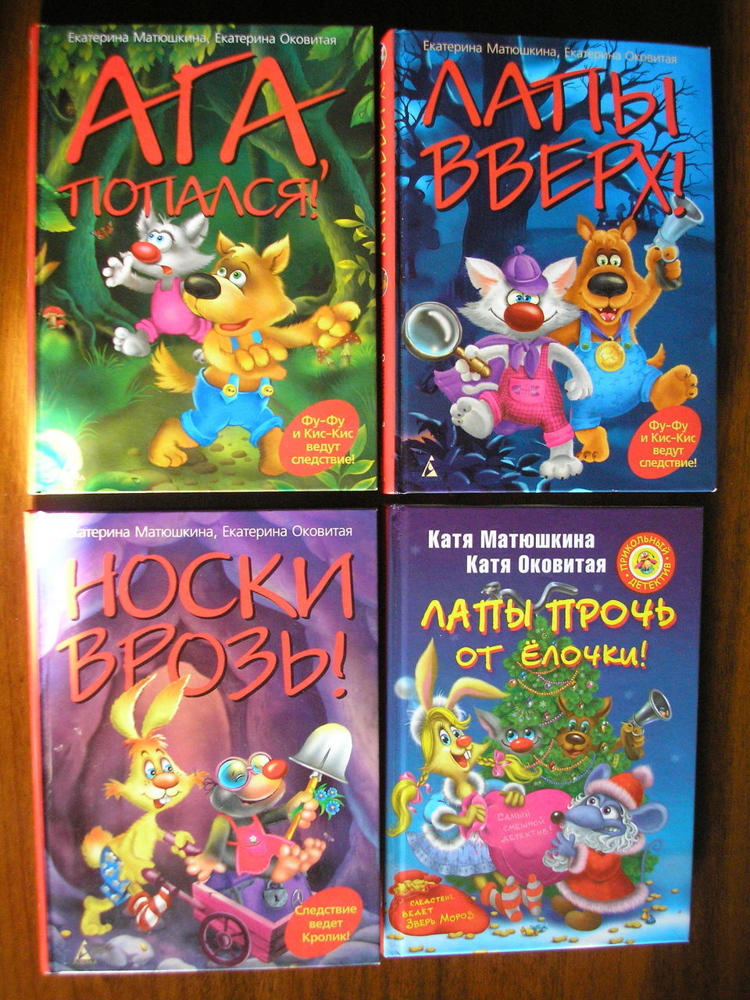 Екатерина Матюшкина, Екатерина Оковитая
АГА,
ПОПАЛСЯ!
Фу-Фу
и Кис-Кис
ведут
следствие!
Екатерина Матюшкина, Екатерина Оковитая
ЛАПЫ
ВВЕРХ!
Фу-Фу
и Кис-Кис
ведут
следствие!
Екатерина Матюшкина, Екатерина Оковитая
НОСКИ
ВРОЗЬ!
Следствие
ведет
Кролик!
Катя Матюшкина
Катя Оковитая
ПРИКОЛЬНЫЙ
ДЕТЕКТИВ
ЛАПЫ ПРОЧЬ
ОТ ЁЛОЧКИ!
Самый
смешной
детектив!
Следствие
ведет
Зверь Мороз